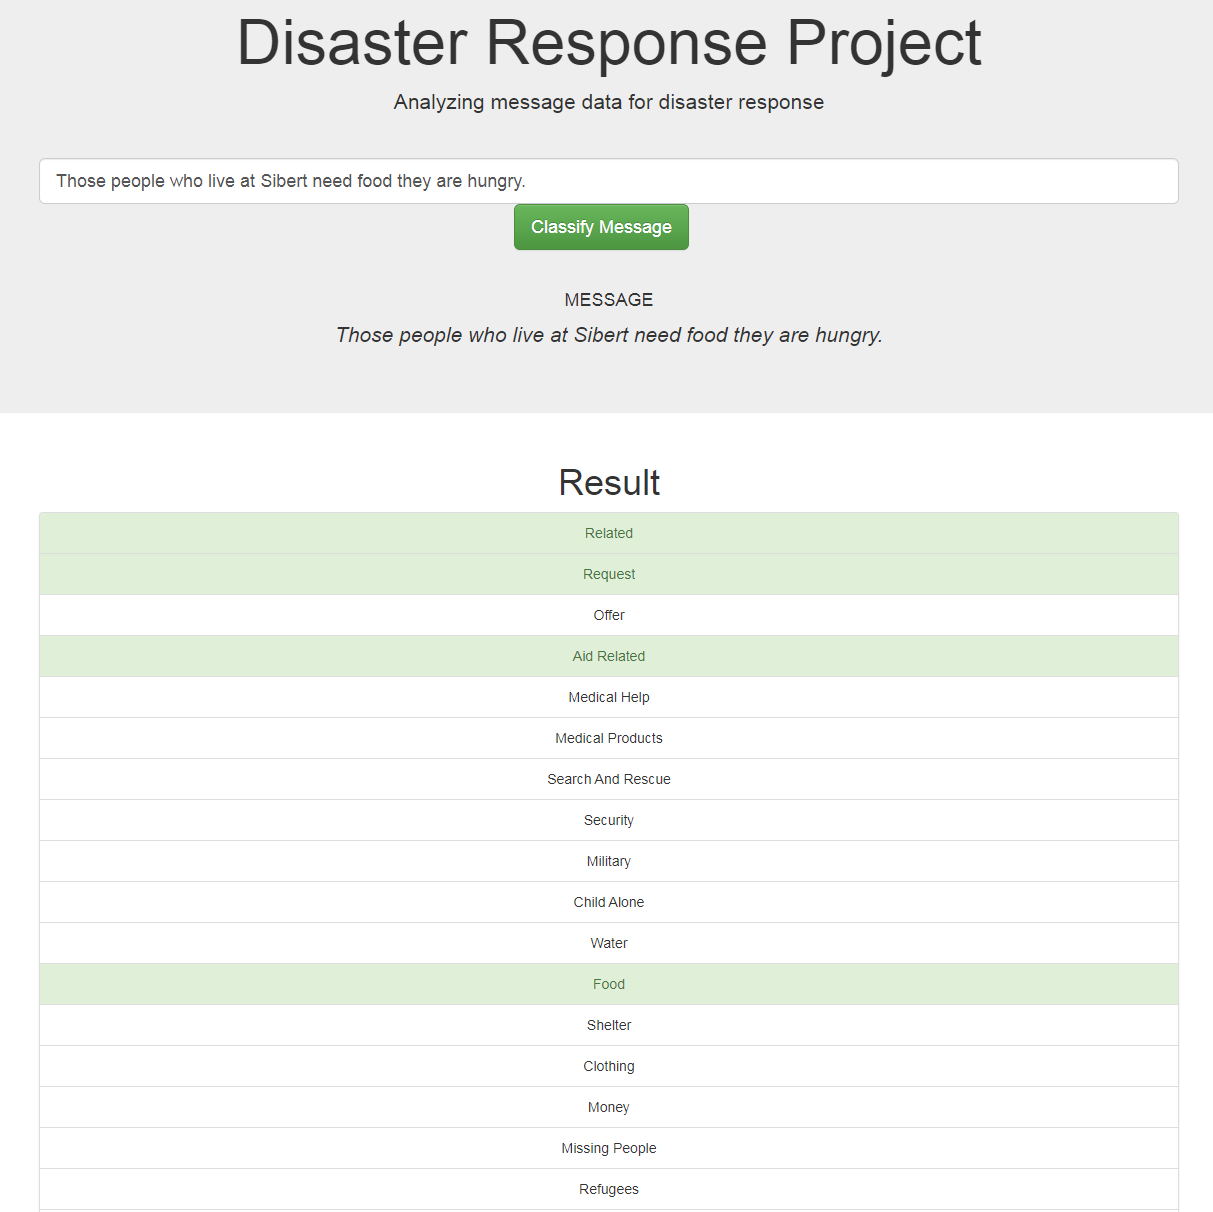 Disaster Response Project
Analyzing message data for disaster response
Those people who live at Sibert need food they are hungry.
Classify Message
MESSAGE
Those people who live at Sibert need food they are hungry.
Result
Related
Request
Offer
Aid Related
Medical Help
Medical Products
Search And Rescue
Security
Military
Child Alone
Water
Food
Shelter
Clothing
Money
Missing People
Refugees